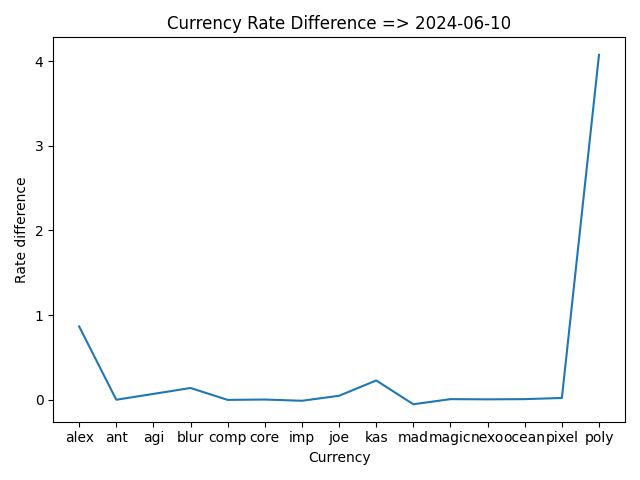 Currency Rate Difference => 2024-06-10
4
3
2
1
0
Rate difference
alex ant agi blur comp core imp joe kas mad magic nexo ocean pixel poly
Currency